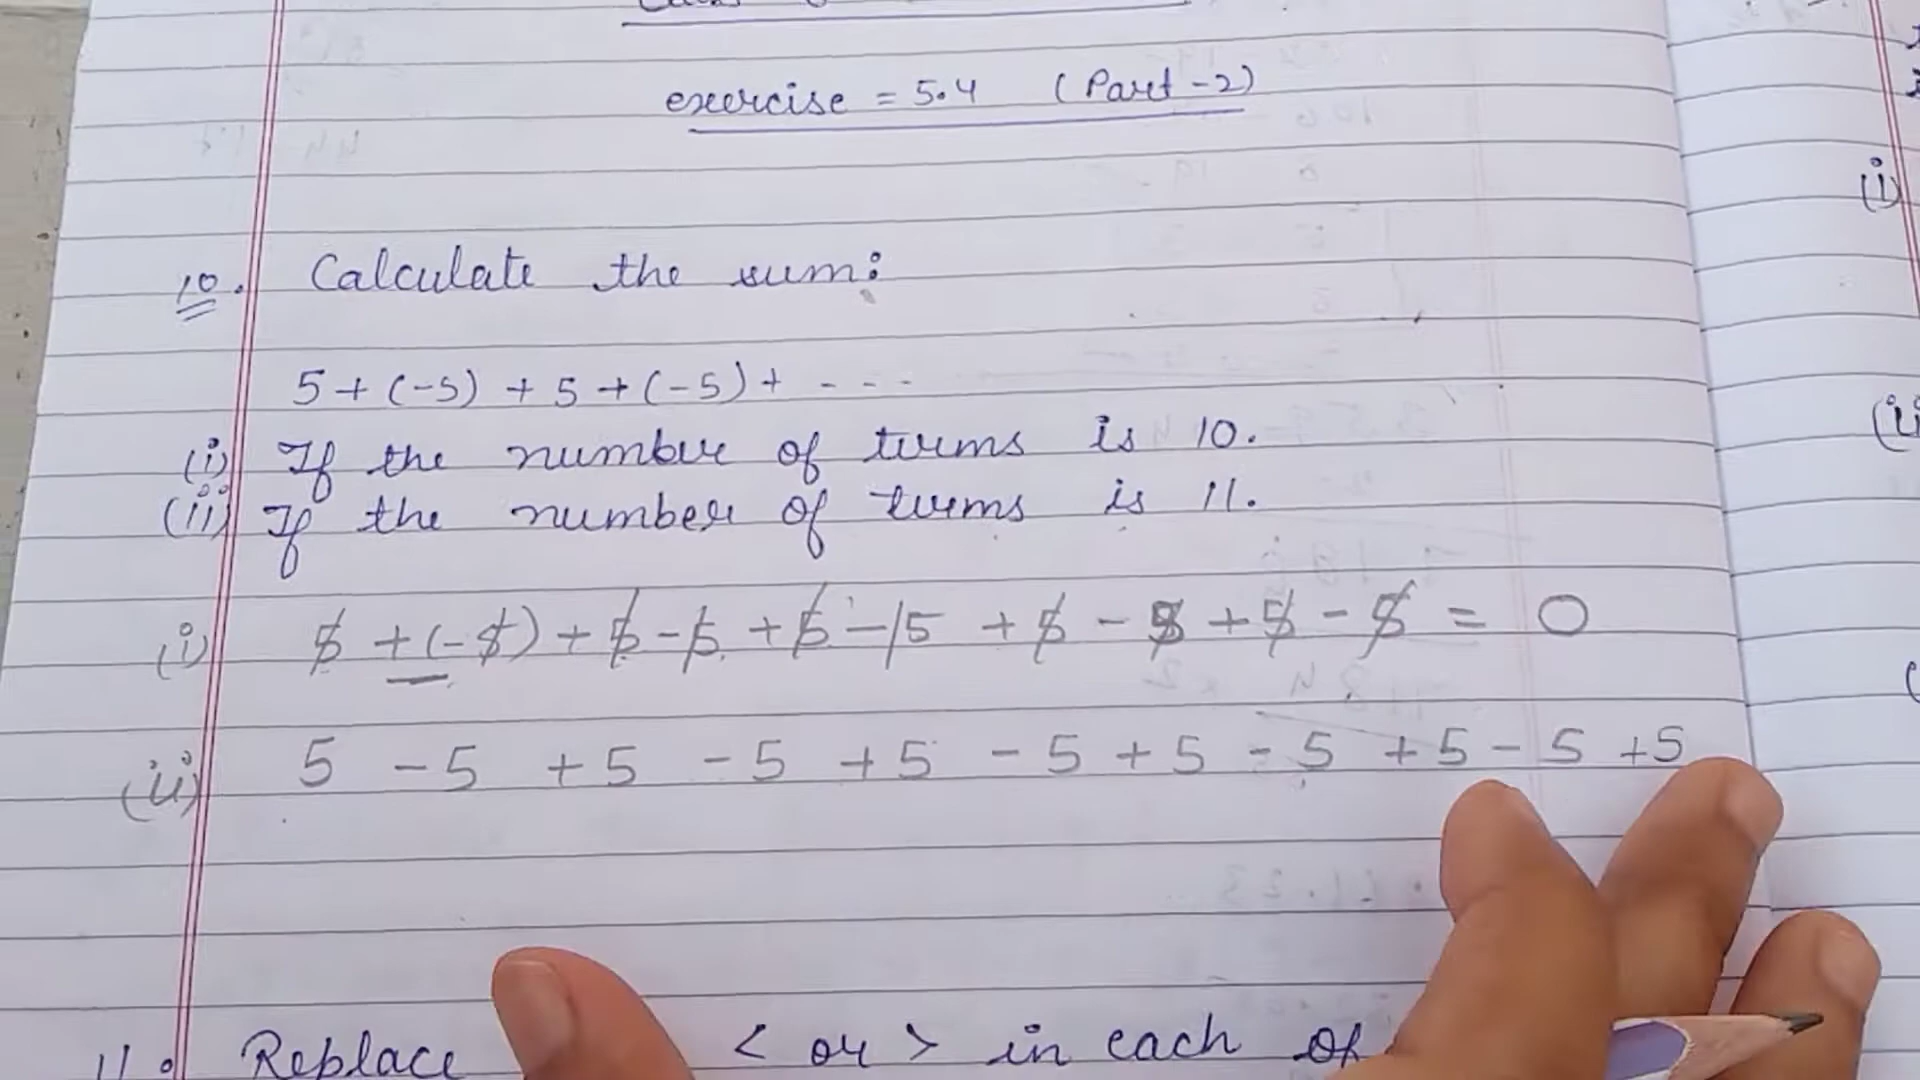 exercise = 5.4 (Part-2)
10. Calculate the sum:
5+(-5) + 5 +(-5)+ - - -
(i) If the number of terms is 10.
(ii) If the number of terms is 11.
(i) 5 +(-5) + 5 - 5 + 5 - 5 + 5 - 5 + 5 - 5 = 0
(ii) 5 - 5 + 5 - 5 + 5 - 5 + 5 - 5 + 5 - 5 + 5
11. Replace < or > in each of
(i)
(ii
(